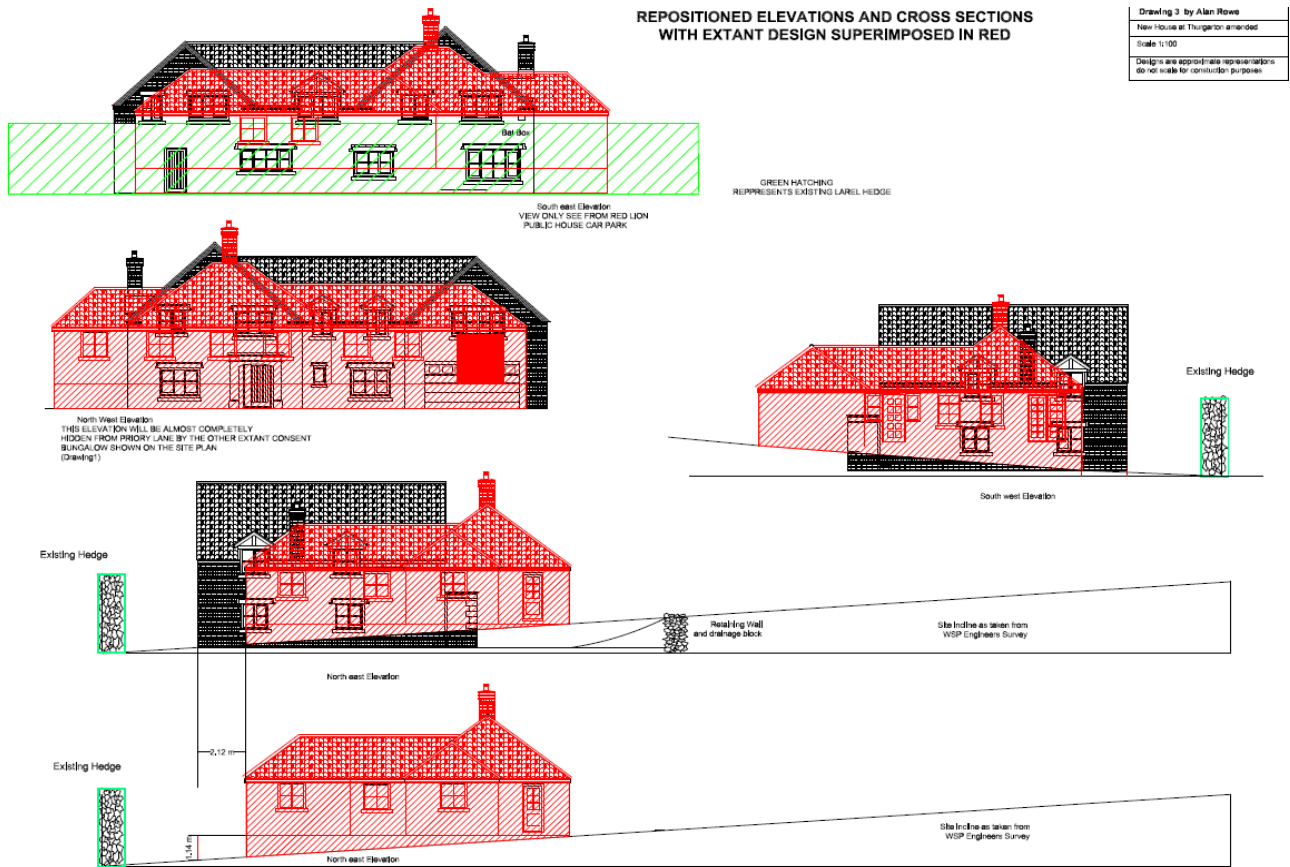 REPOSITIONED ELEVATIONS AND CROSS SECTIONS
WITH EXTANT DESIGN SUPERIMPOSED IN RED
Drawing 3 by Alan Rowe
New House at Thurgarton amended
Scale 1:100
Designs are approximate representations
do not scale for constuction purposes
Bat Box
GREEN HATCHING
REPPRESENTS EXISTING LAREL HEDGE
South east Elevation
VIEW ONLY SEE FROM RED LION
PUBLIC HOUSE CAR PARK
North West Elevation
THIS ELEVATION WILL BE ALMOST COMPLETELY
HIDDEN FROM PRIORY LANE BY THE OTHER EXTANT CONSENT
BUNGALOW SHOWN ON THE SITE PLAN
(Drawing1)
Existing Hedge
South west Elevation
Existing Hedge
Retaining Wall
and drainage block
Site incline as taken from
WSP Engineers Survey
North east Elevation
2.12 m
Existing Hedge
1.14 m
Site incline as taken from
WSP Engineers Survey
North east Elevation